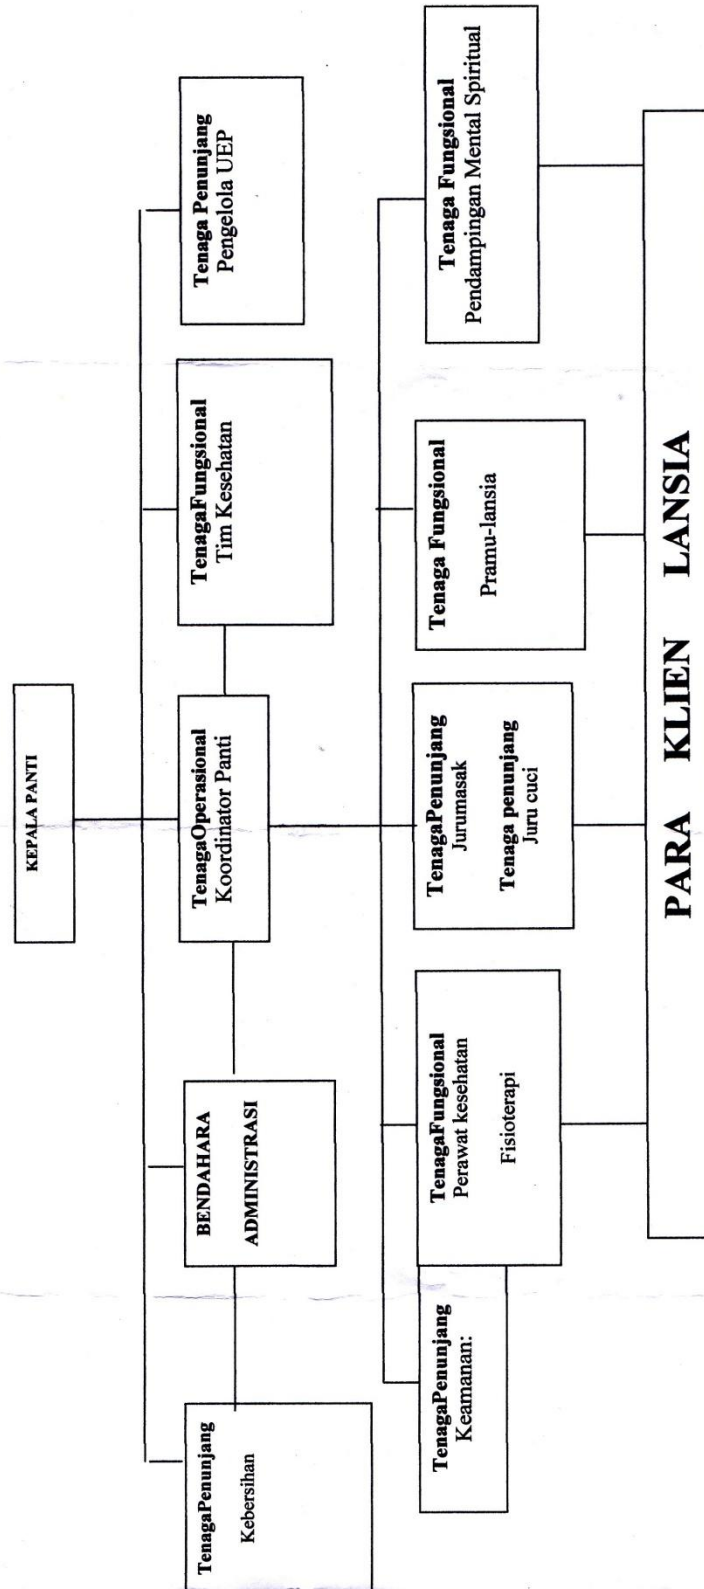 KEPALA PANTI
TenagaPenunjang
Kebersihan
BENDAHARA
ADMINISTRASI
TenagaOperasional
Koordinator Panti
TenagaFungsional
Tim Kesehatan
Tenaga Penunjang
Pengelola UEP
TenagaPenunjang
Keamanan:
TenagaFungsional
Perawat kesehatan
Fisioterapi
TenagaPenunjang
Jurumasak
Tenaga penunjang
Juru cuci
Tenaga Fungsional
Pramu-lansia
Tenaga Fungsional
Pendampingan Mental Spiritual
PARA KLIEN LANSIA